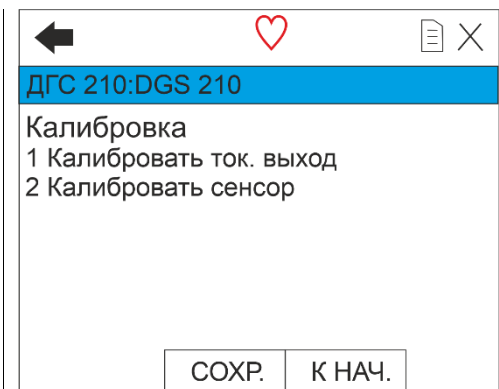 ДГС 210:DGS 210
Калибровка
1 Калибровать ток. выход
2 Калибровать сенсор
СОХР. К НАЧ.